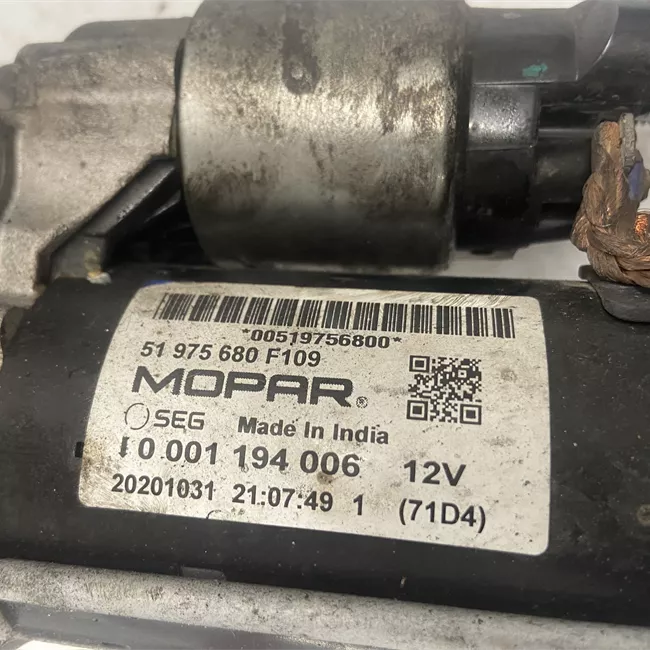 *00519756800*
51 975 680 F109
MOPAR®
SEG Made In India
0 001 194 006 12V
20201031 21:07:49 1 (71D4)